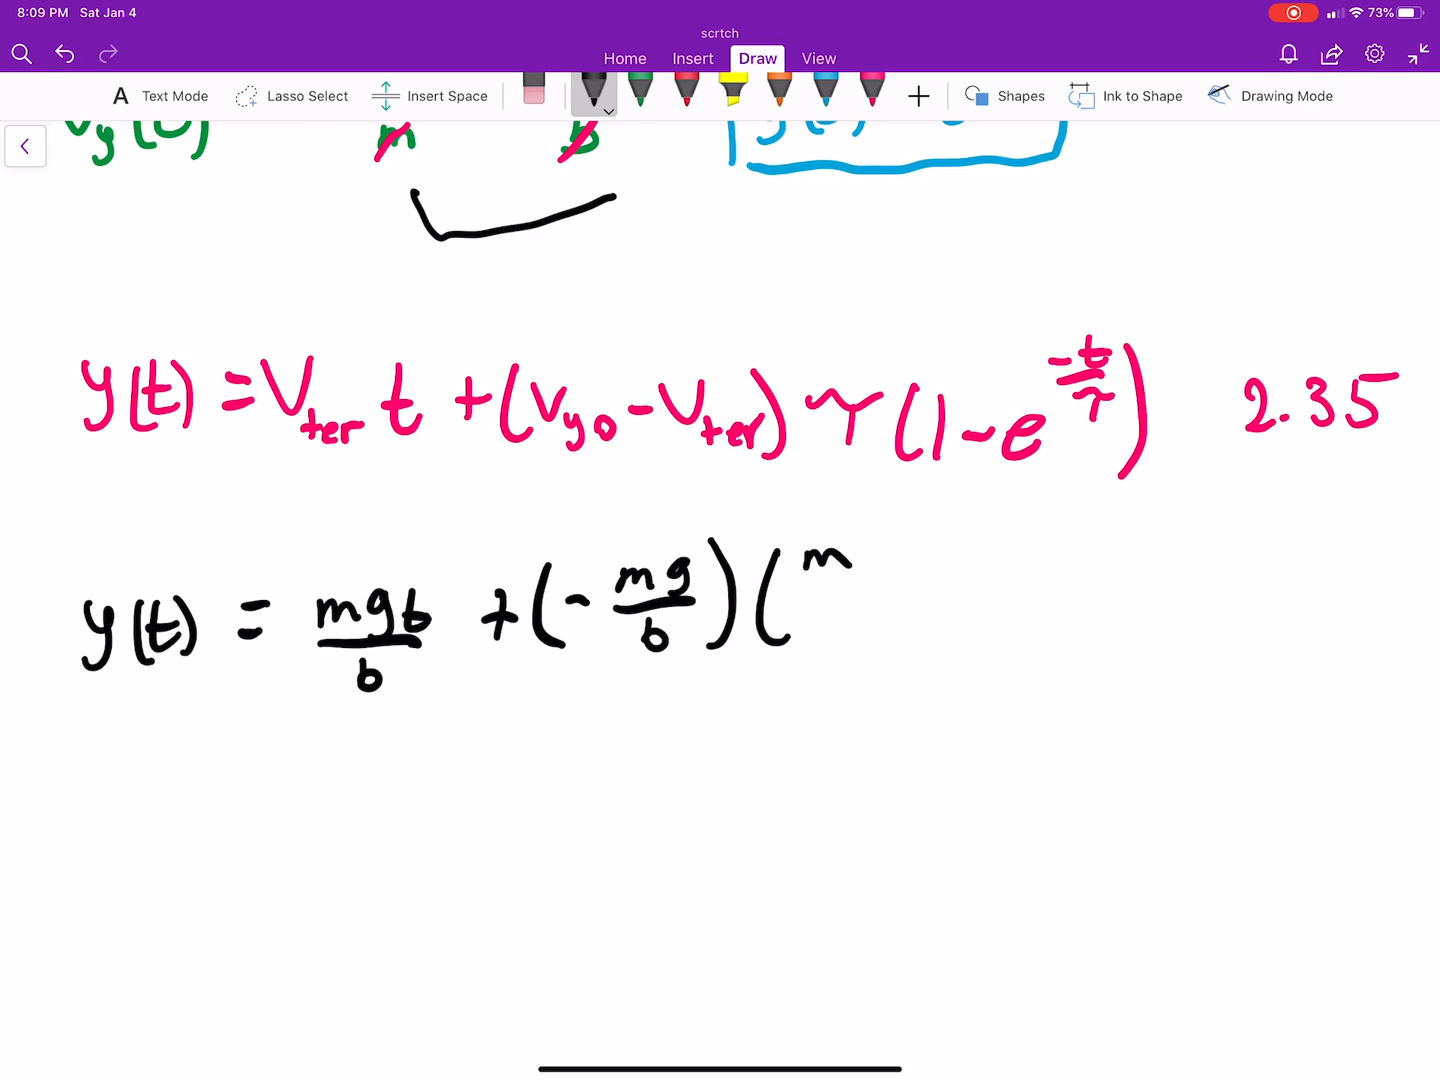 8:09 PM Sat Jan 4 73%
scrtch
Home Insert Draw View
A Text Mode Lasso Select Insert Space Shapes Ink to Shape Drawing Mode
m b
y(t) = V_ter t + (v_y0 - V_ter) τ (1 - e^(-t/τ)) 2.35
y(t) = mgt/b + (- mg/b) (m